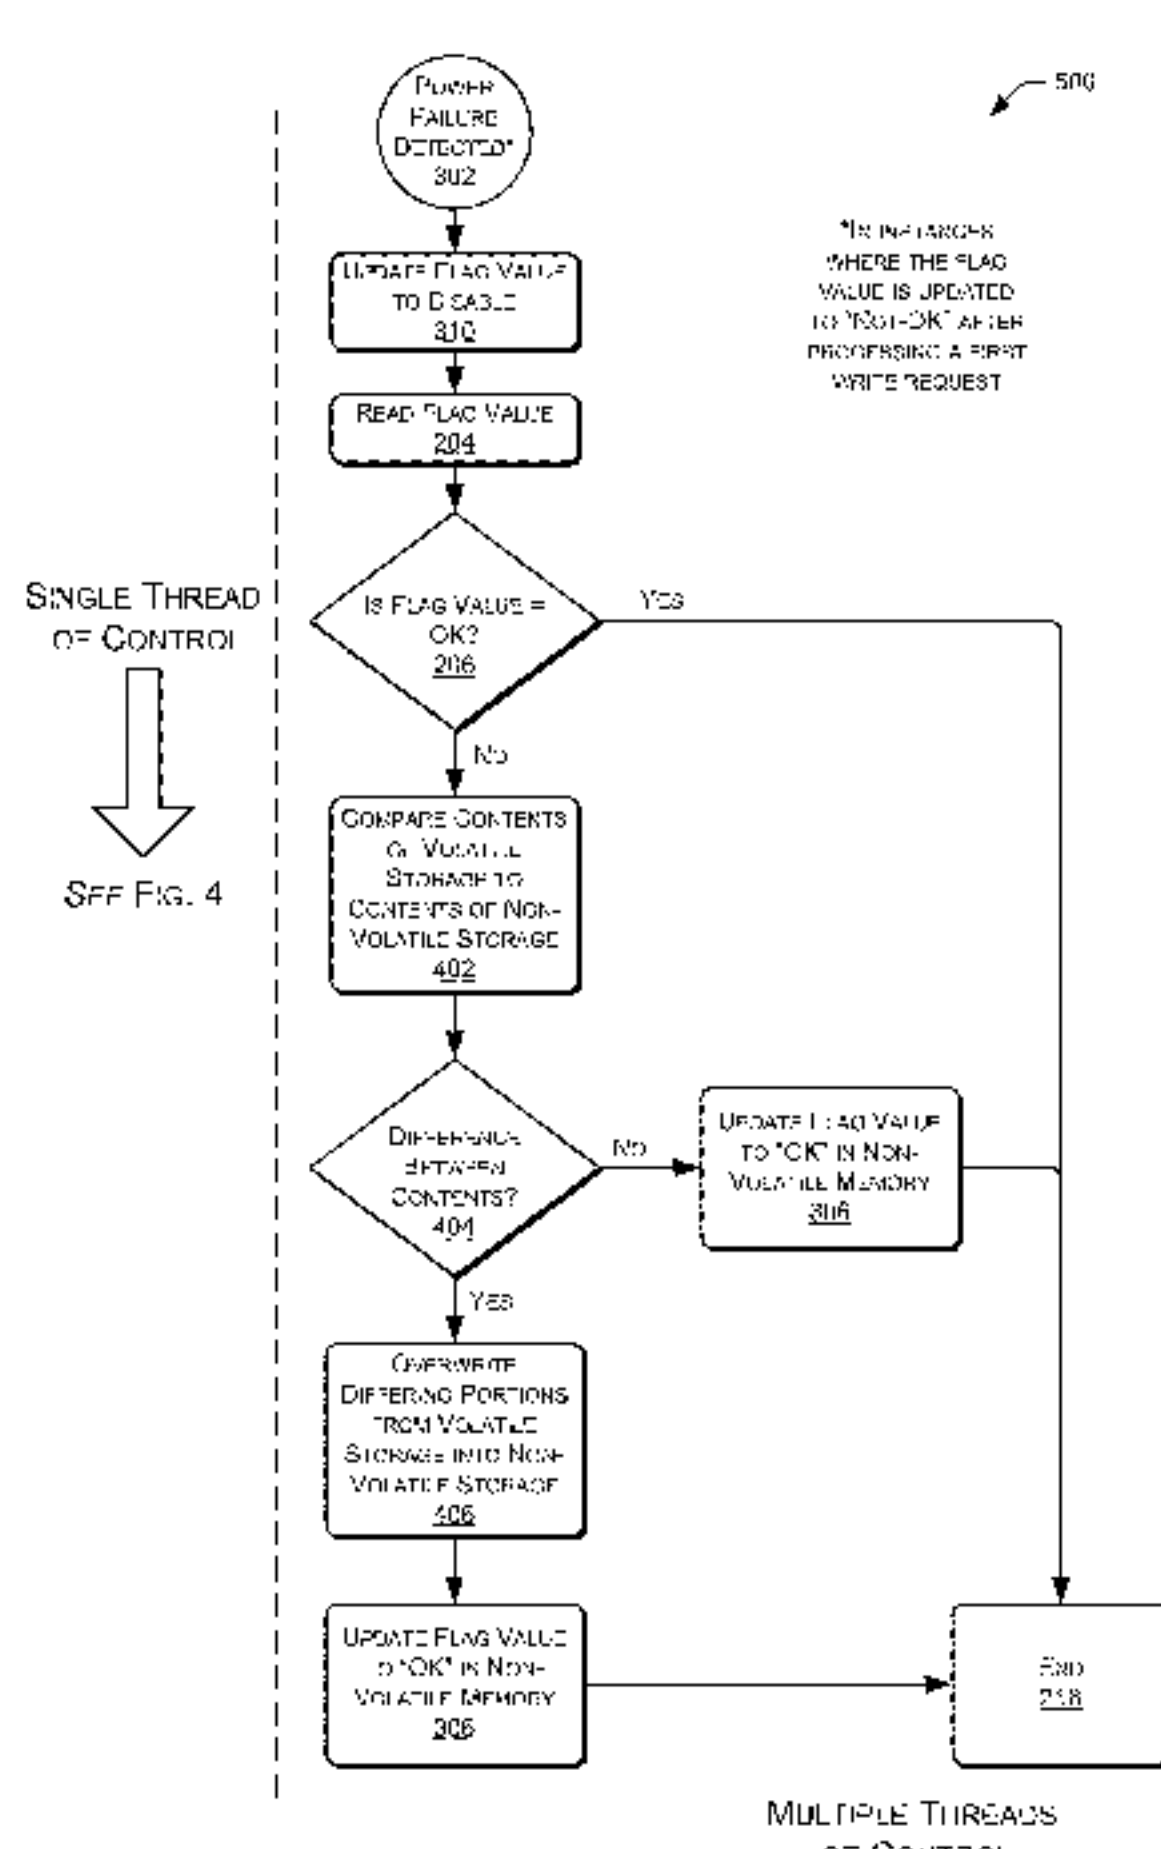 500
POWER
FAILURE
DETECTED*
302
*IN INSTANCES
WHERE THE FLAG
VALUE IS UPDATED
TO "NOT-OK" AFTER
PROCESSING A FIRST
WRITE REQUEST
UPDATE FLAG VALUE
TO DISABLE
310
READ FLAG VALUE
204
IS FLAG VALUE =
OK?
206
YES
NO
SINGLE THREAD
OF CONTROL
SEE FIG. 4
COMPARE CONTENTS
OF VOLATILE
STORAGE TO
CONTENTS OF NON-
VOLATILE STORAGE
402
DIFFERENCE
BETWEEN
CONTENTS?
404
NO
UPDATE FLAG VALUE
TO "OK" IN NON-
VOLATILE MEMORY
306
YES
OVERWRITE
DIFFERING PORTIONS
FROM VOLATILE
STORAGE INTO NON-
VOLATILE STORAGE
406
UPDATE FLAG VALUE
TO "OK" IN NON-
VOLATILE MEMORY
306
END
218
MULTIPLE THREADS
OF CONTROL